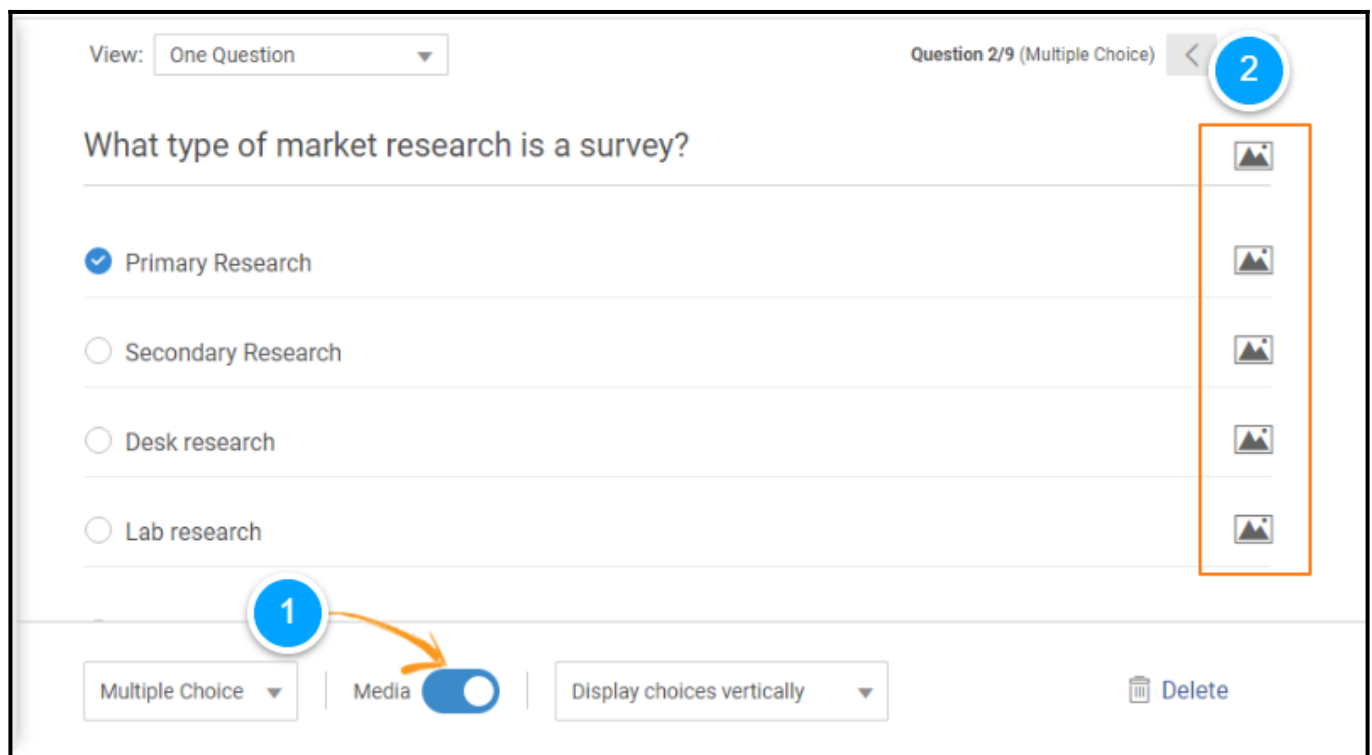 View: One Question Question 2/9 (Multiple Choice)
2
What type of market research is a survey?
Primary Research
Secondary Research
Desk research
Lab research
1
Multiple Choice Media Display choices vertically Delete